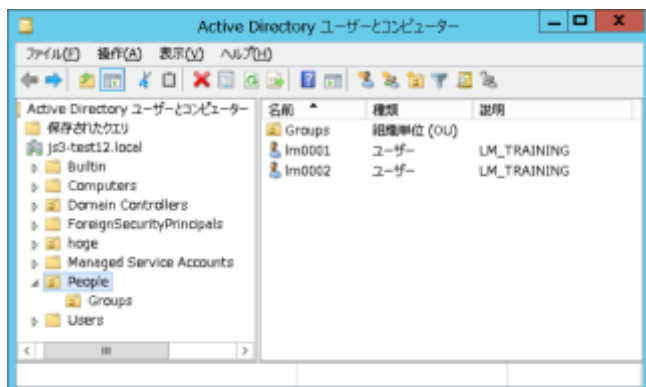 Active Directory ユーザーとコンピューター
ファイル(F) 操作(A) 表示(V) ヘルプ(H)
Active Directory ユーザーとコンピューター
保存されたクエリ
js3-test12.local
Builtin
Computers
Domain Controllers
ForeignSecurityPrincipals
hoge
Managed Service Accounts
People
Groups
Users
名前 種類 説明
Groups 組織単位 (OU)
lm0001 ユーザー LM_TRAINING
lm0002 ユーザー LM_TRAINING